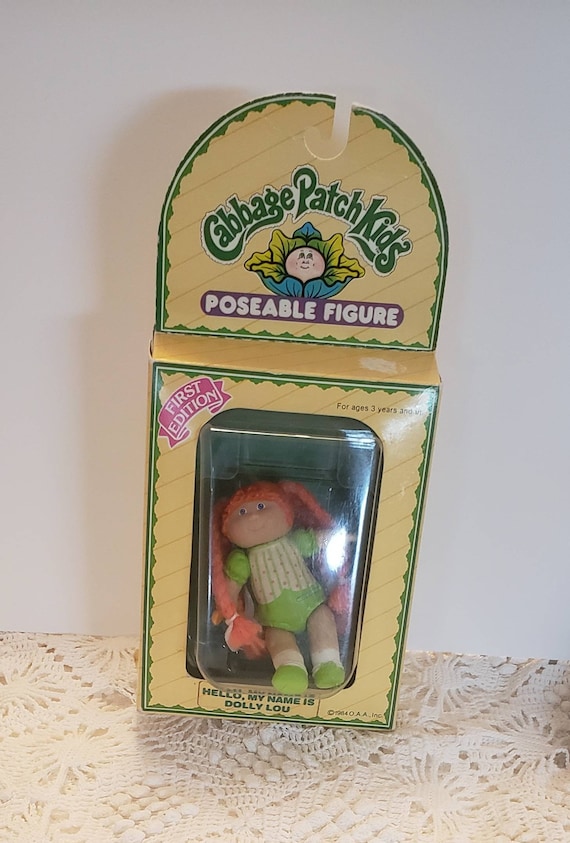 Cabbage Patch Kids
POSEABLE FIGURE
FIRST
EDITION
For ages 3 years and
HELLO, MY NAME IS
DOLLY LOU
©1984 O.A.A., Inc.